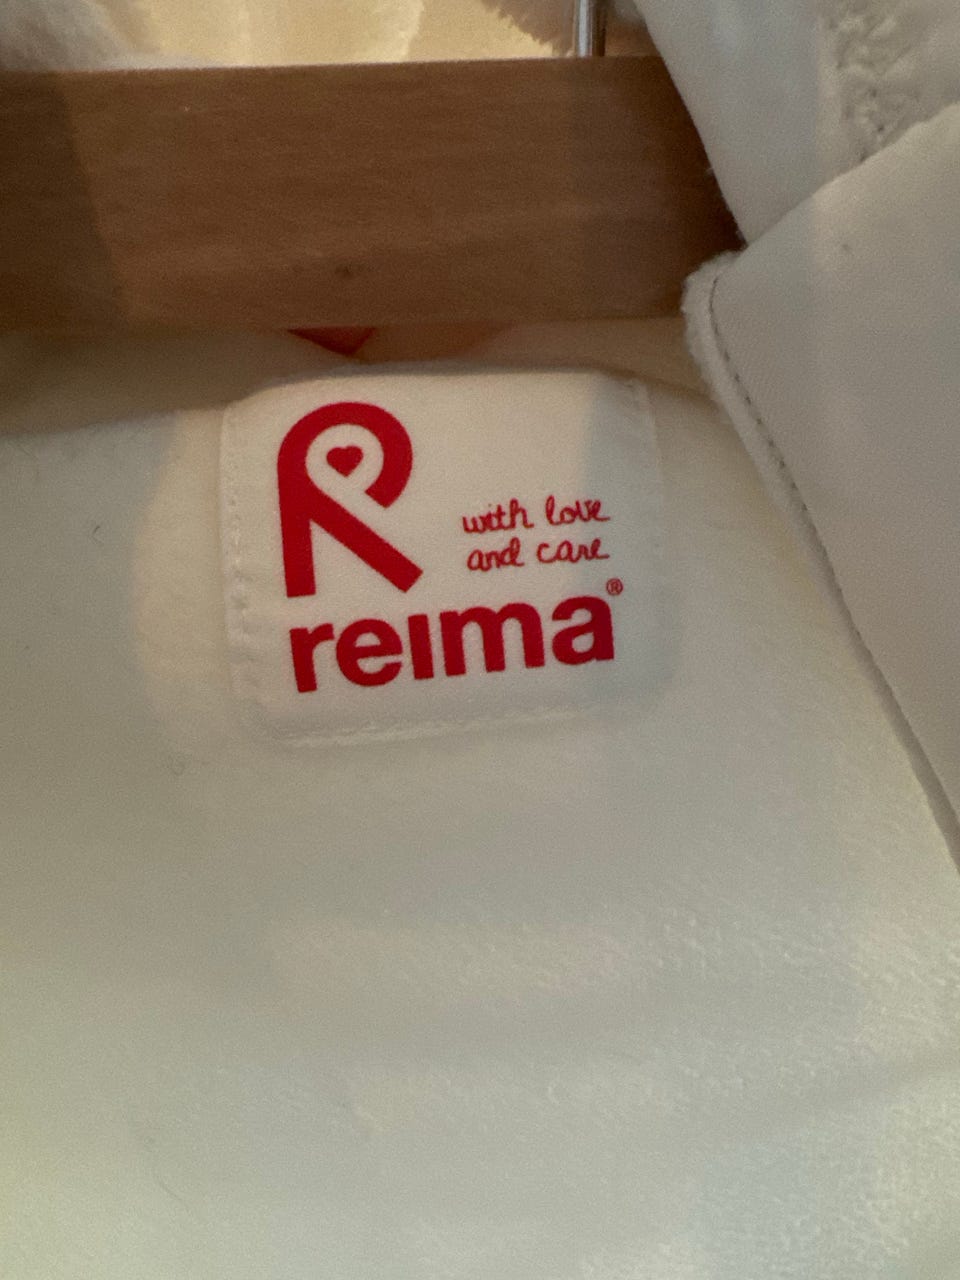 R
with love
and care
reima®